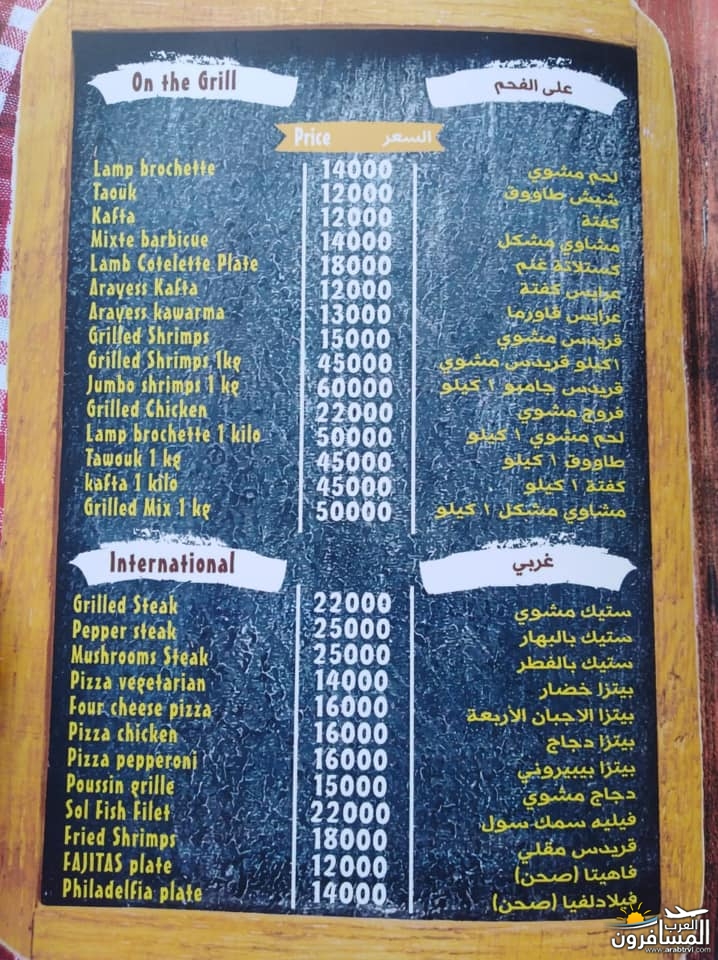 On the Grill على الفحم
Price السعر
Lamp brochette 14000 لحم مشوي
Taouk 12000 شيش طاووق
Kafta 12000 كفتة
Mixte barbicue 14000 مشاوي مشكل
Lamb Cotelette Plate 18000 كستلاتة غنم
Arayess Kafta 12000 عرايس كفتة
Arayess kawarma 13000 عرايس قاورما
Grilled Shrimps 15000 قريدس مشوي
Grilled Shrimps 1kg 45000 ١كيلو قريدس مشوي
Jumbo shrimps 1 kg 60000 قريدس جامبو ١ كيلو
Grilled Chicken 22000 فروج مشوي
Lamp brochette 1 kilo 50000 لحم مشوي ١ كيلو
Tawouk 1 kg 45000 طاووق ١ كيلو
kafta 1 kilo 45000 كفتة ١ كيلو
Grilled Mix 1 kg 50000 مشاوي مشكل ١ كيلو
International غربي
Grilled Steak 22000 ستيك مشوي
Pepper steak 25000 ستيك بالبهار
Mushrooms Steak 25000 ستيك بالفطر
Pizza vegetarian 14000 بيتزا خضار
Four cheese pizza 16000 بيتزا الاجبان الأربعة
Pizza chicken 16000 بيتزا دجاج
Pizza pepperoni 16000 بيتزا بيبيروني
Poussin grille 15000 دجاج مشوي
Sol Fish Filet 22000 فيليه سمك سول
Fried Shrimps 18000 قريدس مقلي
FAJITAS plate 12000 فاهيتا (صحن)
Philadelfia plate 14000 فيلادلفيا (صحن)
العرب
المسافرون
www.arabtrvl.com